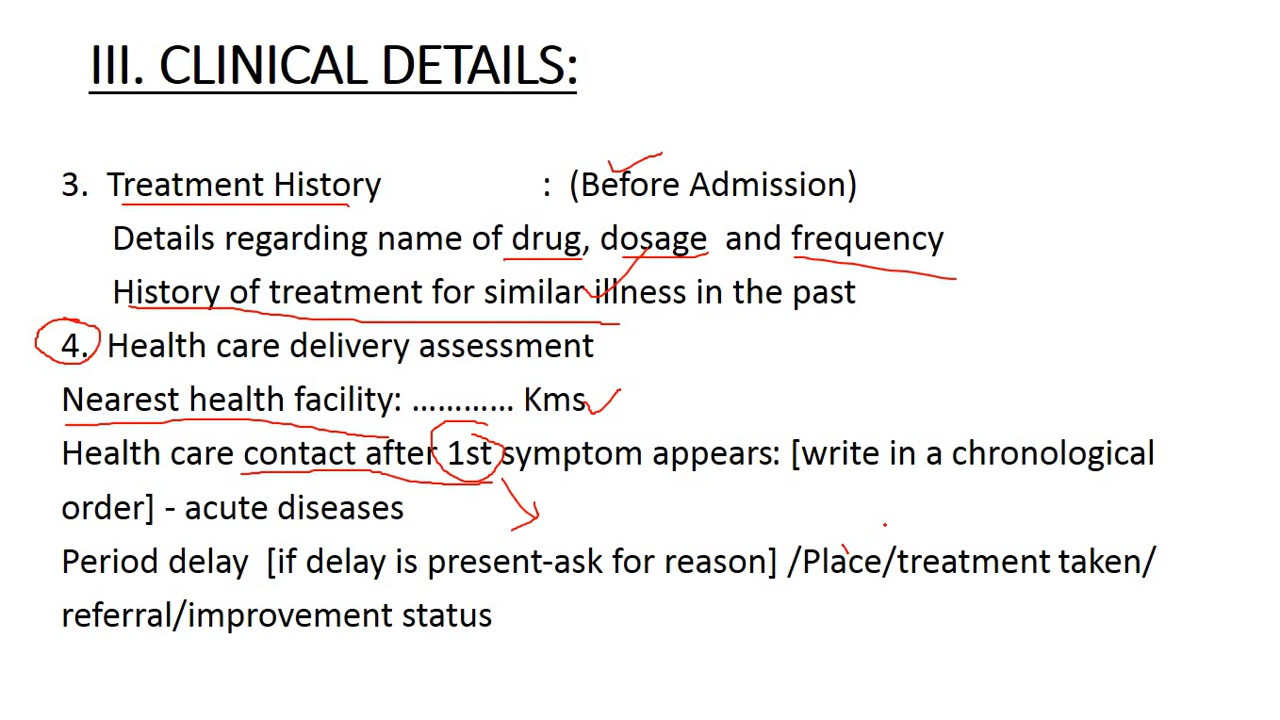 III. CLINICAL DETAILS:
3. Treatment History : (Before Admission)
Details regarding name of drug, dosage and frequency
History of treatment for similar illness in the past
4. Health care delivery assessment
Nearest health facility: ………… Kms
Health care contact after 1st symptom appears: [write in a chronological
order] - acute diseases
Period delay [if delay is present-ask for reason] /Place/treatment taken/
referral/improvement status